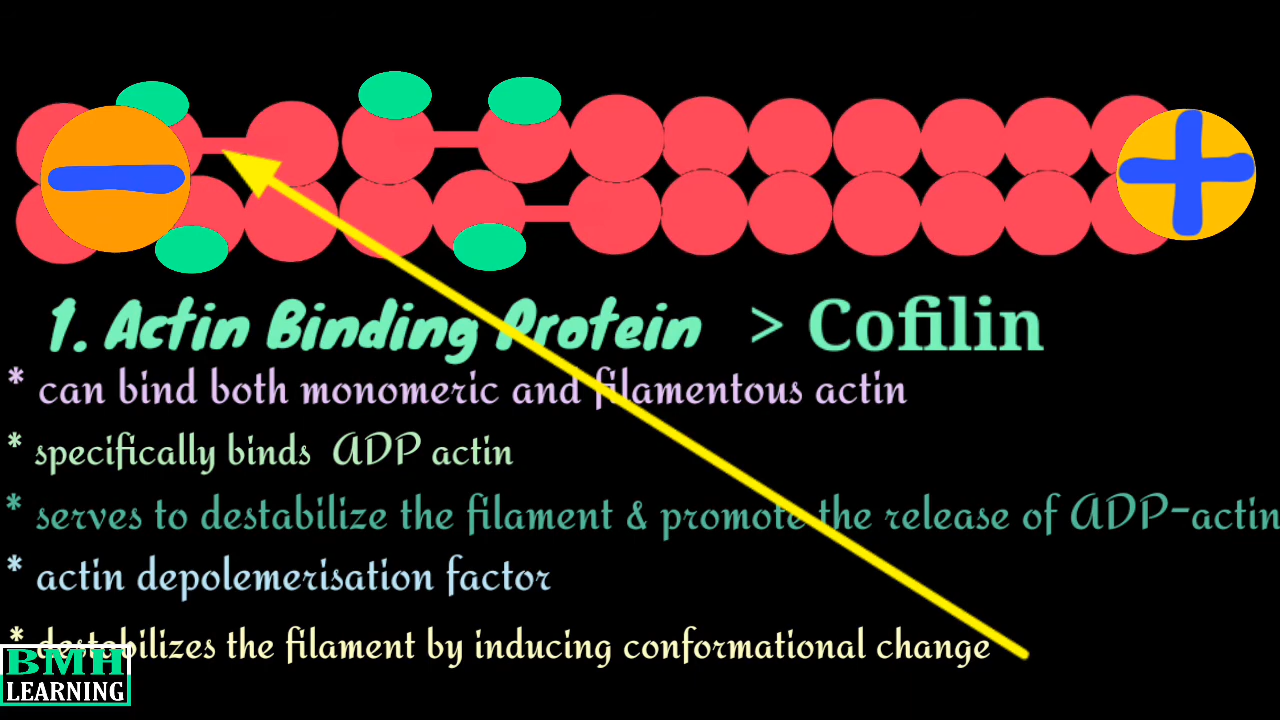 1. Actin Binding Protein > Cofilin
* can bind both monomeric and filamentous actin
* specifically binds ADP actin
* serves to destabilize the filament & promote the release of ADP-actin
* actin depolemerisation factor
* destabilizes the filament by inducing conformational change
BMH
LEARNING